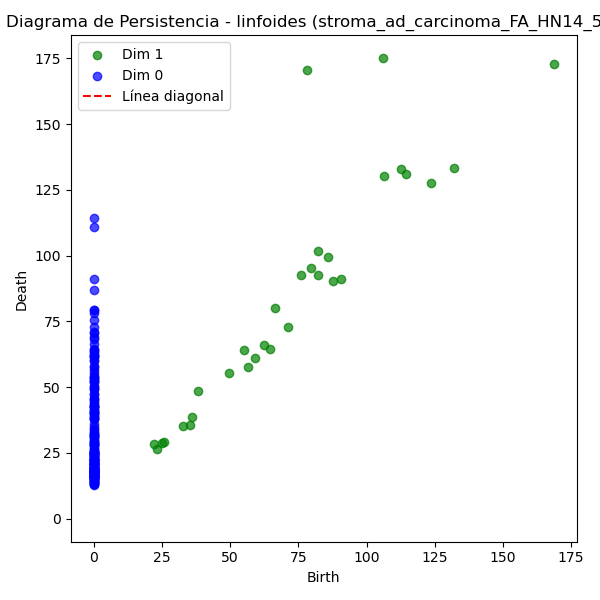 Diagrama de Persistencia - linfoides (stroma_ad_carcinoma_FA_HN14_5
Dim 1
Dim 0
Línea diagonal
175
150
125
100
75
50
25
0
Death
0 25 50 75 100 125 150 175
Birth